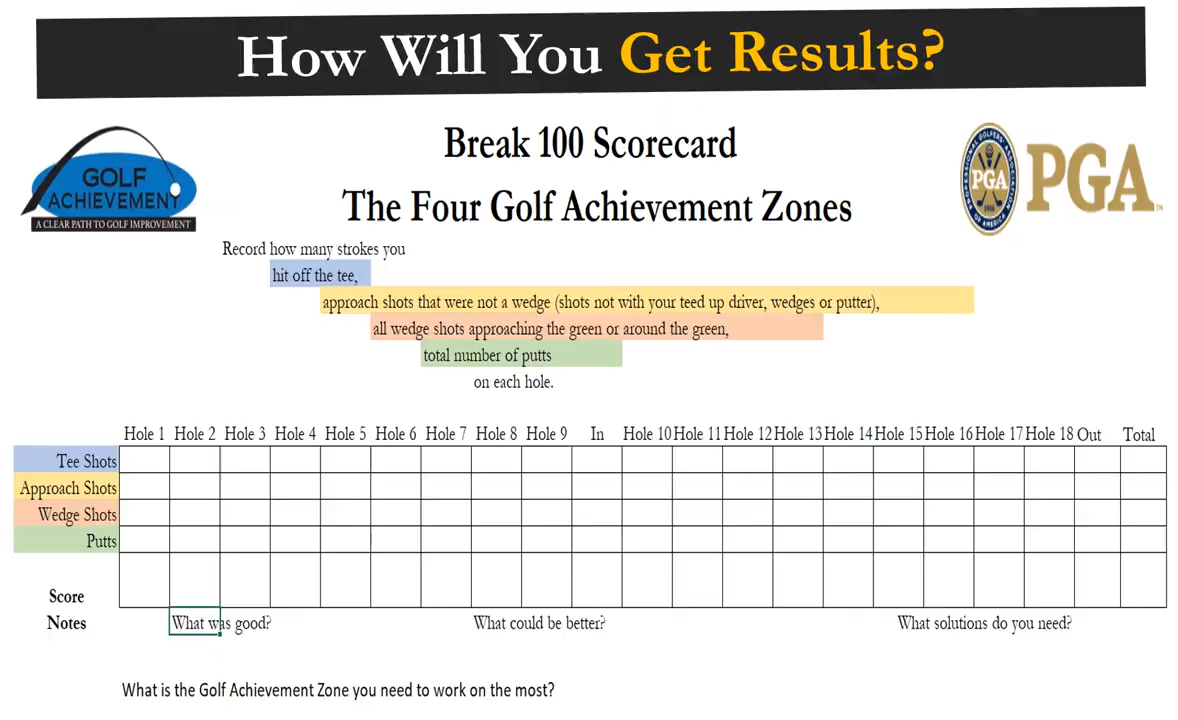 How Will You Get Results?
GOLF
ACHIEVEMENT
A CLEAR PATH TO GOLF IMPROVEMENT
Break 100 Scorecard
The Four Golf Achievement Zones
PROFESSIONAL GOLFERS' ASSOCIATION
PGA
1916
OF AMERICA
PGA™
Record how many strokes you
hit off the tee,
approach shots that were not a wedge (shots not with your teed up driver, wedges or putter),
all wedge shots approaching the green or around the green,
total number of putts
on each hole.
Hole 1 Hole 2 Hole 3 Hole 4 Hole 5 Hole 6 Hole 7 Hole 8 Hole 9 In Hole 10 Hole 11 Hole 12 Hole 13 Hole 14 Hole 15 Hole 16 Hole 17 Hole 18 Out Total
Tee Shots
Approach Shots
Wedge Shots
Putts
Score
Notes What was good? What could be better? What solutions do you need?
What is the Golf Achievement Zone you need to work on the most?